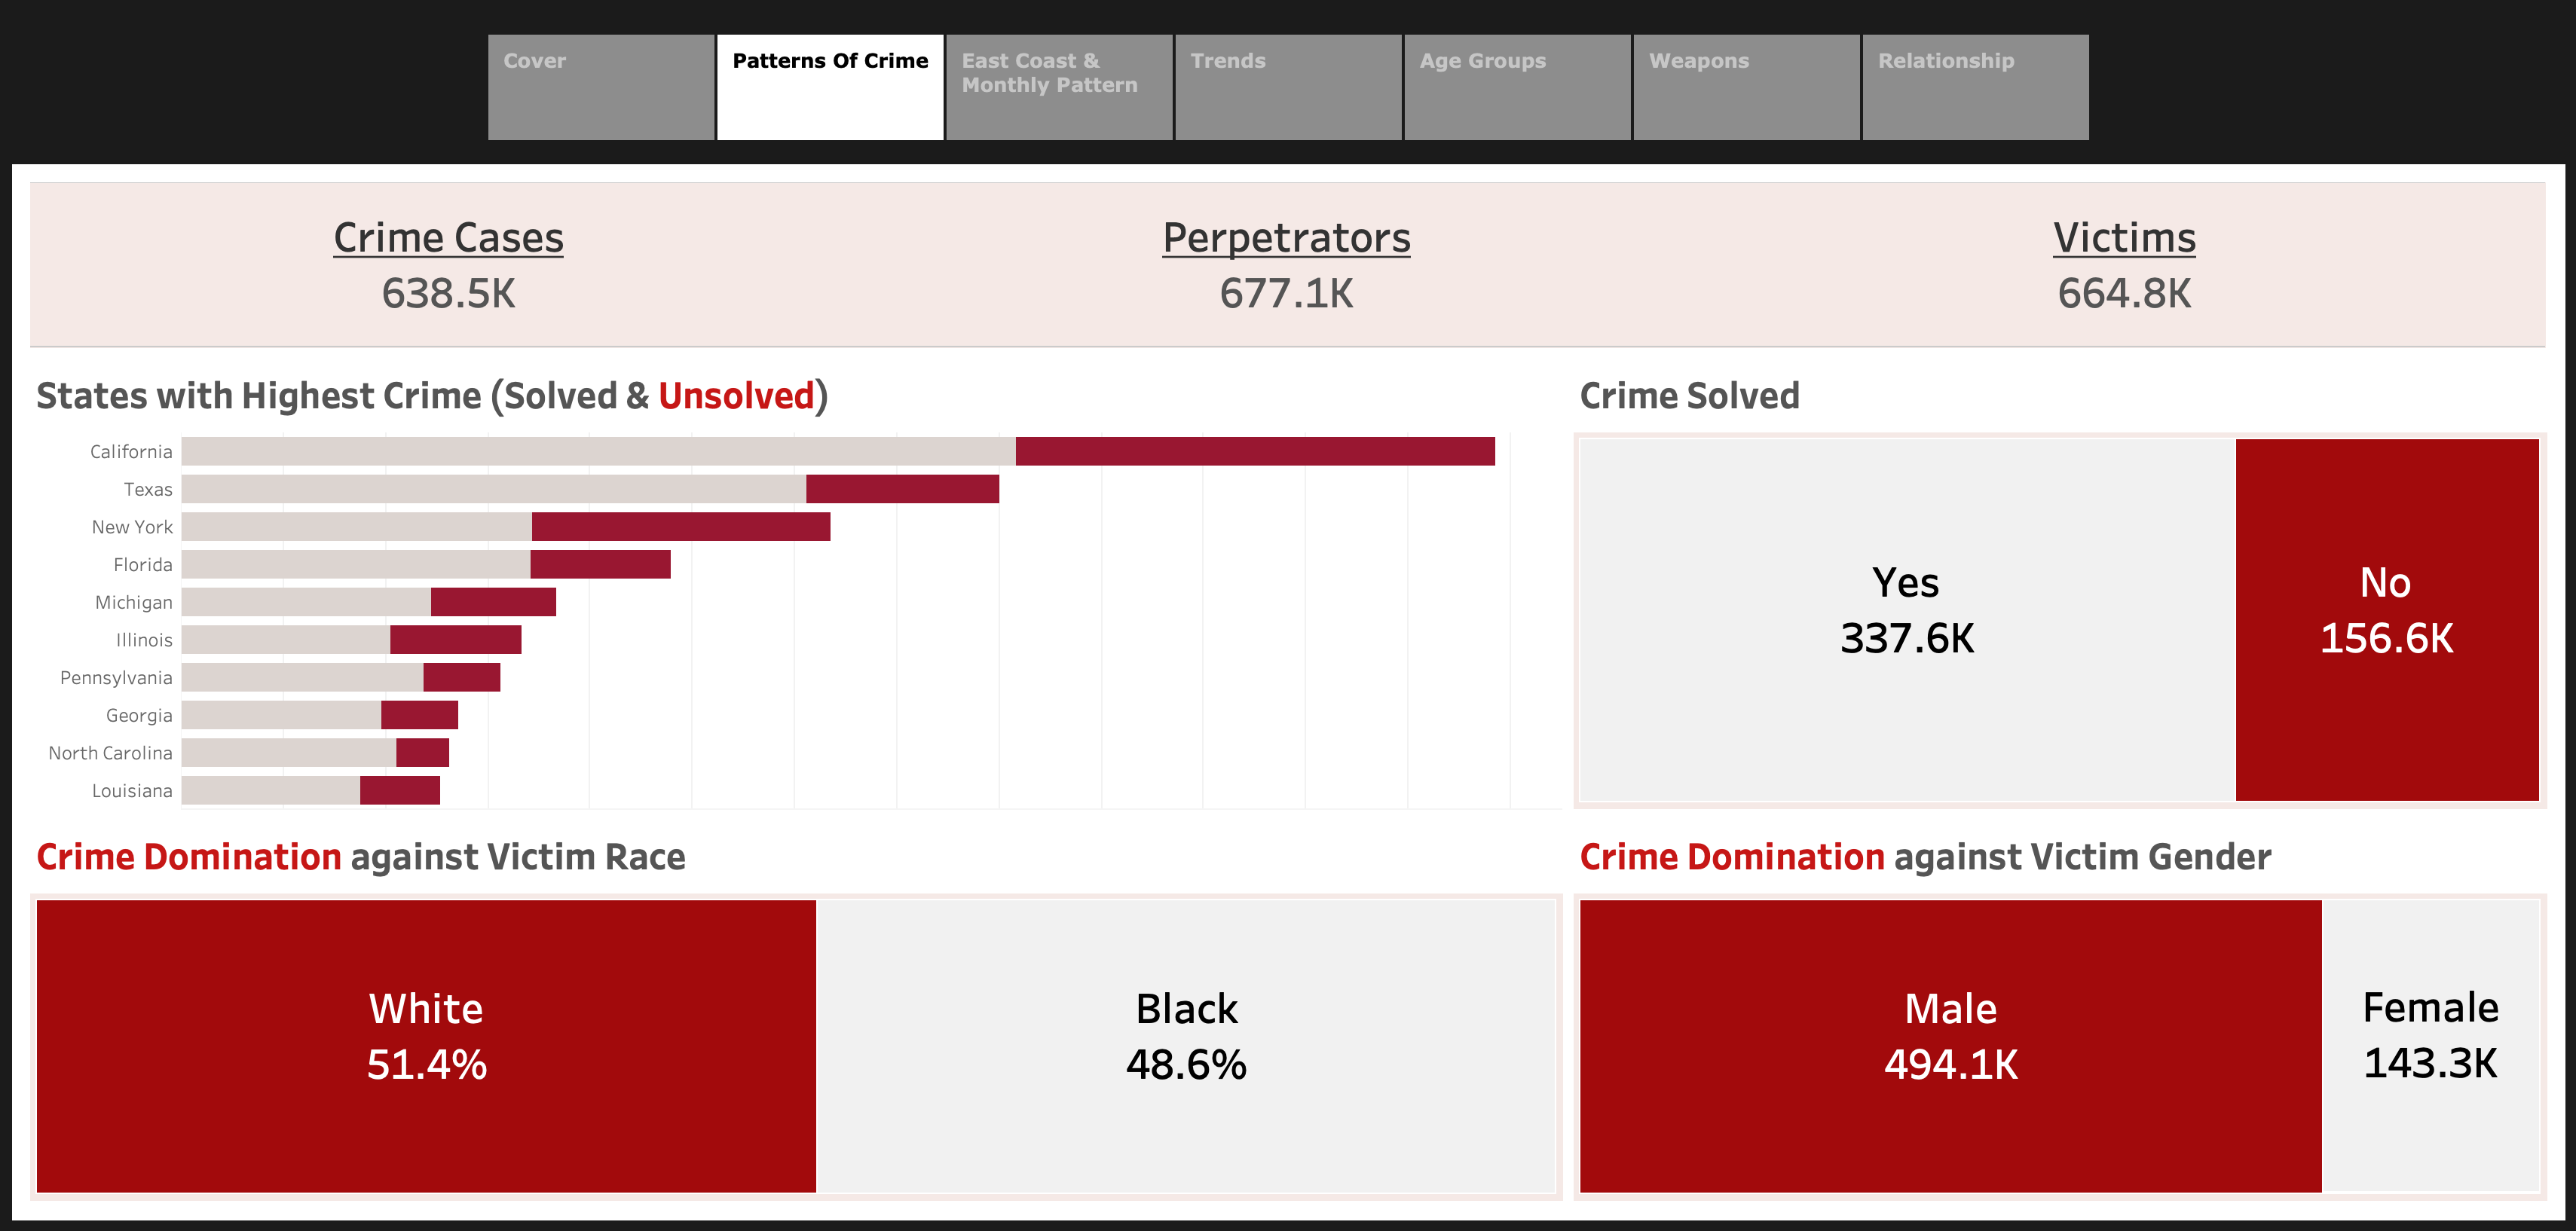 Cover
Patterns Of Crime
East Coast &
Monthly Pattern
Trends
Age Groups
Weapons
Relationship
Crime Cases
638.5K
Perpetrators
677.1K
Victims
664.8K
States with Highest Crime (Solved & Unsolved)
California
Texas
New York
Florida
Michigan
Illinois
Pennsylvania
Georgia
North Carolina
Louisiana
Crime Solved
Yes
337.6K
No
156.6K
Crime Domination against Victim Race
White
51.4%
Black
48.6%
Crime Domination against Victim Gender
Male
494.1K
Female
143.3K